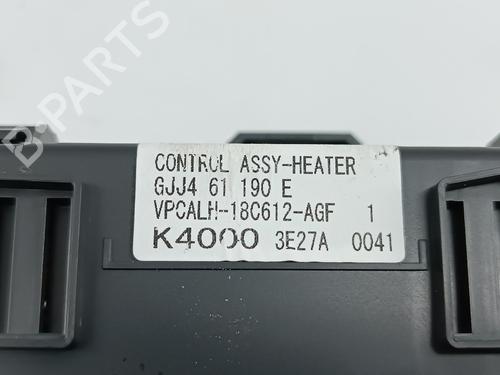 CONTROL ASSY-HEATER
GJJ4 61 190 E
VPCALH-18C612-AGF 1
K4000 3E27A 0041
B-PARTS